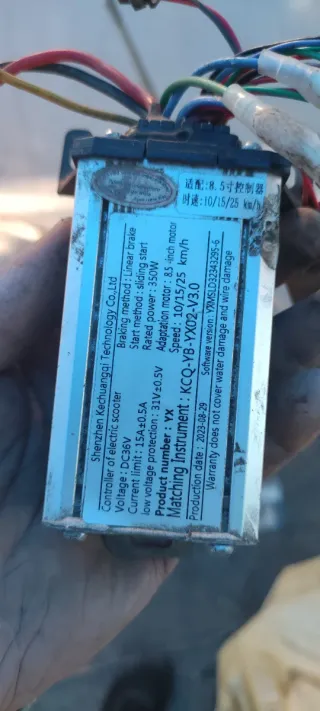 适配:8.5寸控制器
时速:10/15/25 km/h
Shenzhen Kechuangqi Technology Co.,Ltd
Controller of electric scooter
Braking method : Linear brake
Voltage : DC36V
Start method : sliding start
Current limit : 15A±0.5A
Rated power : 350W
low voltage protection : 31V±0.5V
Adaptation motor : 8.5 -inch motor
Product number : YX
Speed : 10/15/25 km/h
Matching Instrument : KCQ-YB-YX02-V3.0
Production date : 2023-08-29
Software version : YXMSLD32343295-6
Warranty does not cover water damage and wire damage